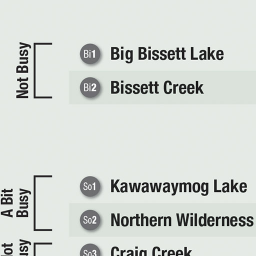 Not Busy
Bi1 Big Bissett Lake
Bi2 Bissett Creek
A Bit
Busy
So1 Kawawaymog Lake
So2 Northern Wilderness
So3 Craig Creek